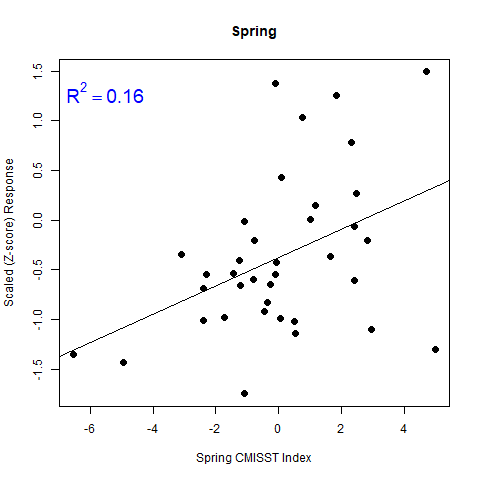 Spring
R² = 0.16
1.5
1.0
0.5
0.0
-0.5
-1.0
-1.5
Scaled (Z-score) Response
-6 -4 -2 0 2 4
Spring CMISST Index